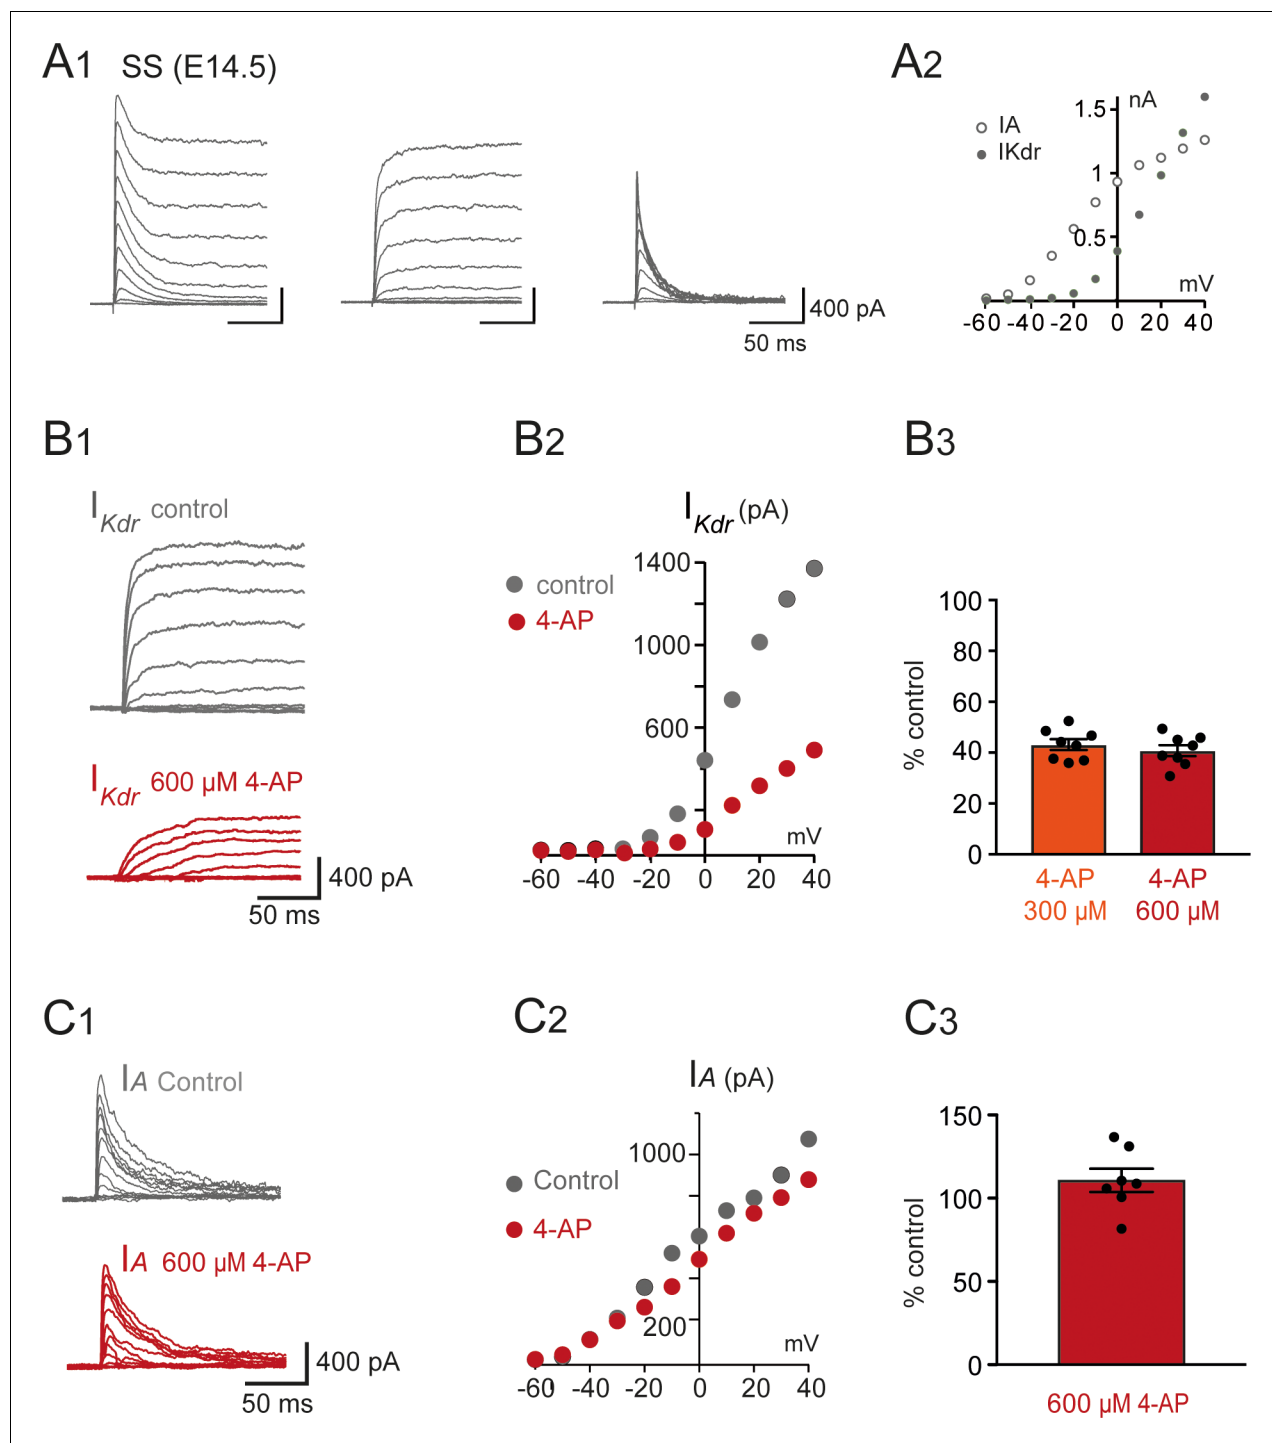 A1 SS (E14.5)
400 pA
50 ms
A2
nA
IA
IKdr
1.5
1
0.5
mV
-60 -40 -20 0 20 40
B1
I Kdr control
I Kdr 600 µM 4-AP
400 pA
50 ms
B2
I Kdr (pA)
control
4-AP
1400
1000
600
mV
-60 -40 -20 0 20 40
B3
% control
100
80
60
40
20
0
4-AP 4-AP
300 µM 600 µM
C1
IA Control
IA 600 µM 4-AP
400 pA
50 ms
C2
IA (pA)
Control
4-AP
1000
200
mV
-60 -40 -20 0 20 40
C3
% control
150
100
50
0
600 µM 4-AP